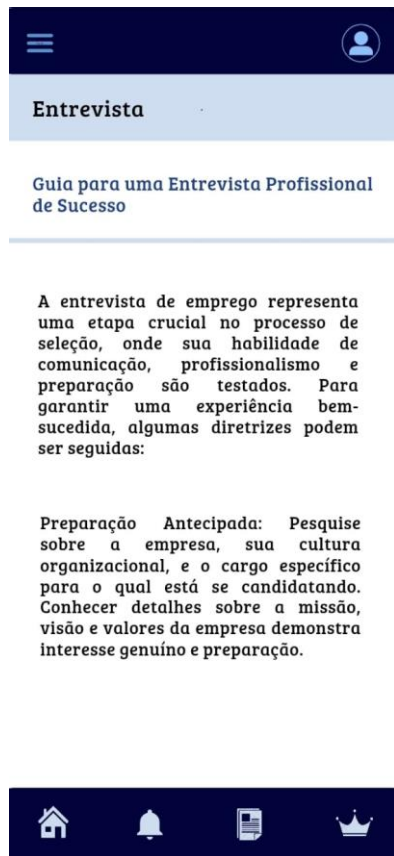 Entrevista
Guia para uma Entrevista Profissional
de Sucesso
A entrevista de emprego representa
uma etapa crucial no processo de
seleção, onde sua habilidade de
comunicação, profissionalismo e
preparação são testados. Para
garantir uma experiência bem-
sucedida, algumas diretrizes podem
ser seguidas:
Preparação Antecipada: Pesquise
sobre a empresa, sua cultura
organizacional, e o cargo específico
para o qual está se candidatando.
Conhecer detalhes sobre a missão,
visão e valores da empresa demonstra
interesse genuíno e preparação.